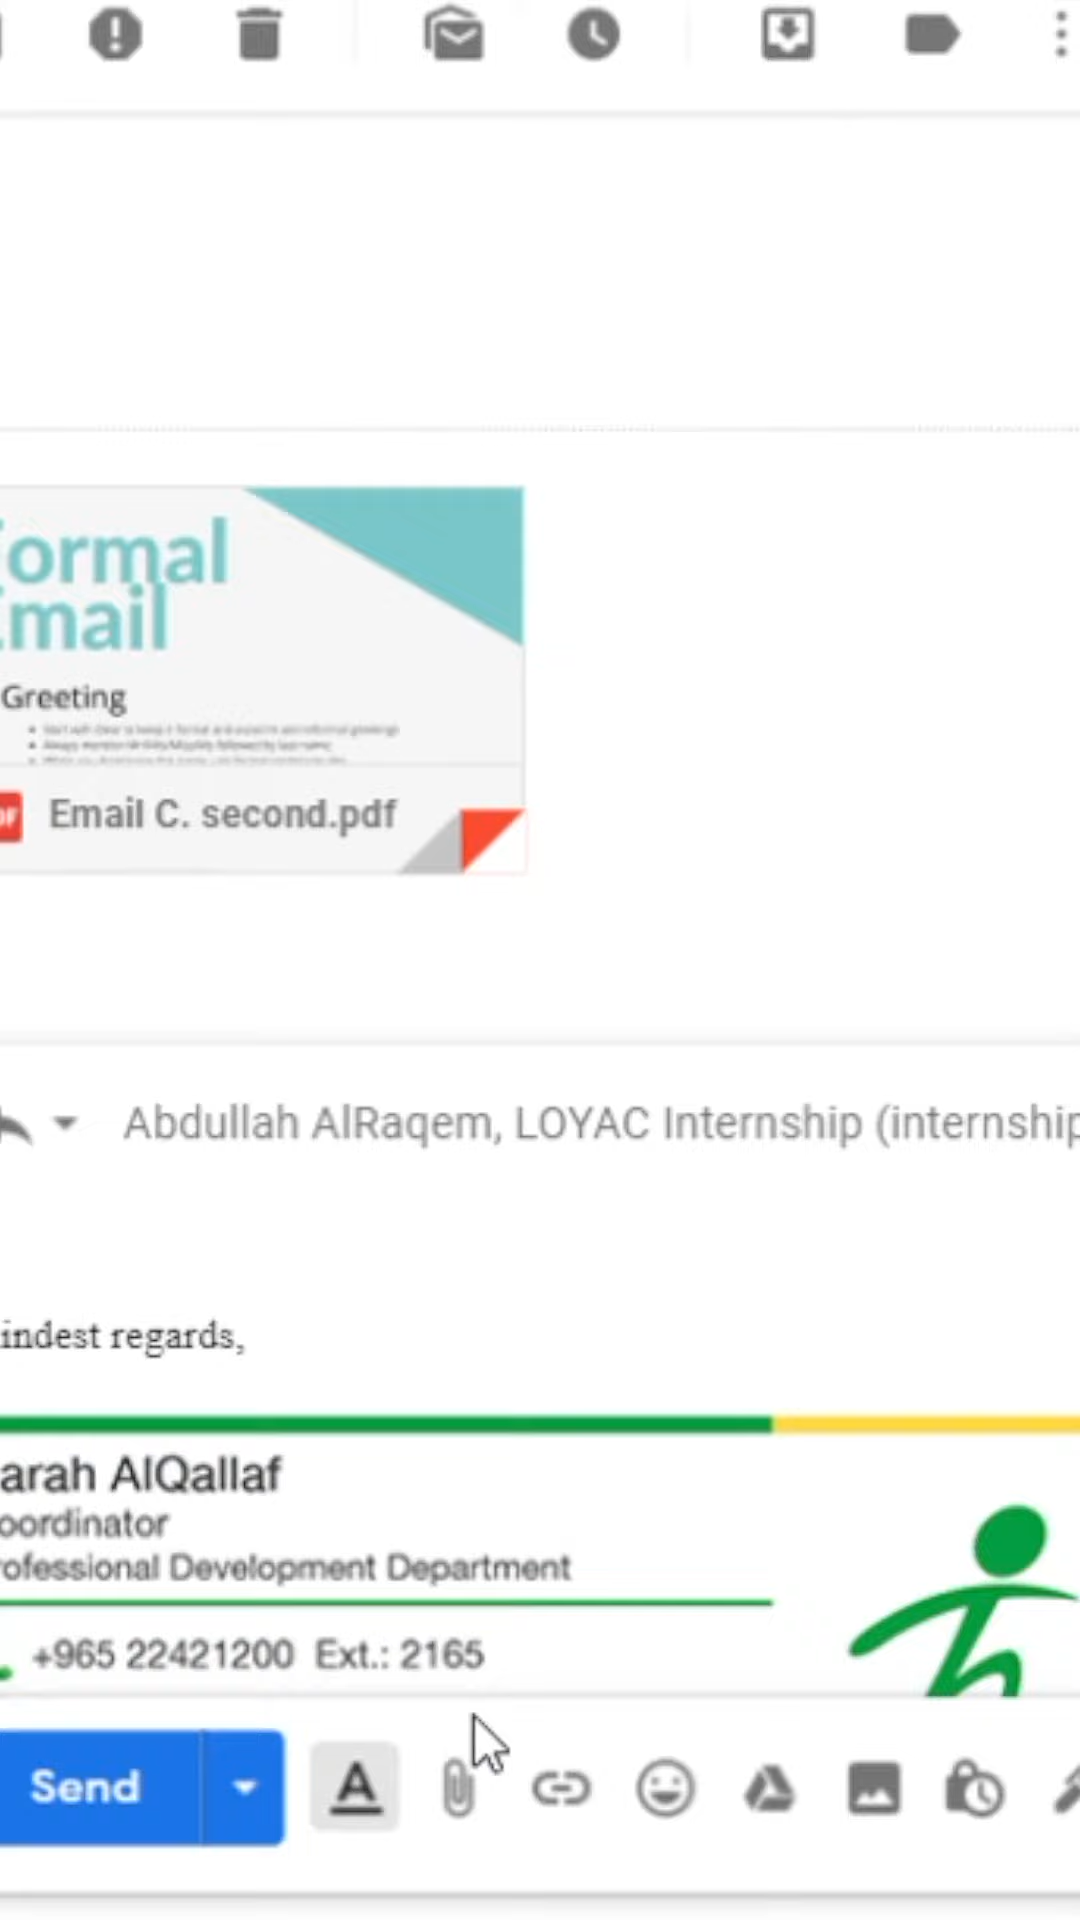 ormal
mail
Greeting
Email C. second.pdf
Abdullah AlRaqem, LOYAC Internship (internship
indest regards,
arah AlQallaf
oordinator
ofessional Development Department
+965 22421200 Ext.: 2165
Send